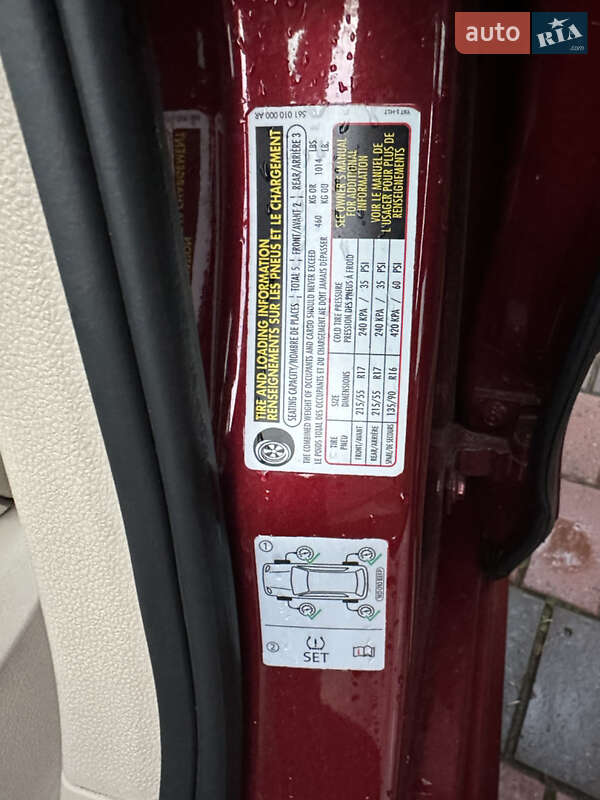 auto RIA
561 010 000 AR
TIRE AND LOADING INFORMATION
RENSEIGNEMENTS SUR LES PNEUS ET LE CHARGEMENT
SEATING CAPACITY/NOMBRE DE PLACES ¦ TOTAL 5 ¦ FRONT/AVANT 2 ¦ REAR/ARRIÈRE 3
THE COMBINED WEIGHT OF OCCUPANTS AND CARGO SHOULD NEVER EXCEED 460 KG OR 1014 LBS
LE POIDS TOTAL DES OCCUPANTS ET DU CHARGEMENT NE DOIT JAMAIS DÉPASSER KG OU LB.
TIRE SIZE COLD TIRE PRESSURE
PNEU DIMENSIONS PRESSION DES PNEUS À FROID
FRONT/AVANT 215/55 R17 240 KPA / 35 PSI
REAR/ARRIÈRE 215/55 R17 240 KPA / 35 PSI
SPARE/DE SECOURS 135/90 R16 420 KPA / 60 PSI
SEE OWNER'S MANUAL
FOR ADDITIONAL
INFORMATION
VOIR LE MANUEL DE
L'USAGER POUR PLUS DE
RENSEIGNEMENTS
1
2
SET